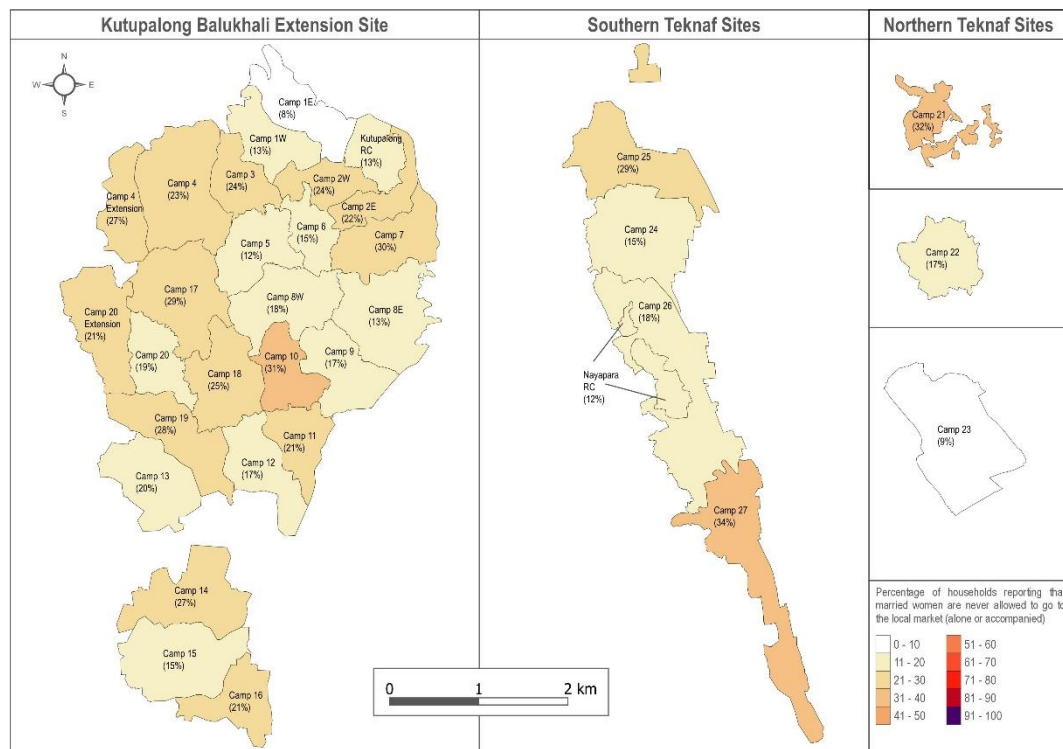 Kutupalong Balukhali Extension Site
Southern Teknaf Sites
Northern Teknaf Sites
N
W
E
S
Camp 1E
(8%)
Camp 1W
(13%)
Kutupalong
RC
(13%)
Camp 4
Extension
(27%)
Camp 4
(23%)
Camp 3
(24%)
Camp 2W
(24%)
Camp 2E
(22%)
Camp 7
(30%)
Camp 6
(15%)
Camp 5
(12%)
Camp 17
(29%)
Camp 8W
(18%)
Camp 8E
(13%)
Camp 20
Extension
(21%)
Camp 20
(19%)
Camp 18
(25%)
Camp 10
(31%)
Camp 9
(17%)
Camp 19
(28%)
Camp 11
(21%)
Camp 12
(17%)
Camp 13
(20%)
Camp 14
(27%)
Camp 15
(15%)
Camp 16
(21%)
0 1 2 km
Camp 25
(29%)
Camp 24
(15%)
Camp 26
(18%)
Nayapara
RC
(12%)
Camp 27
(34%)
Camp 21
(32%)
Camp 22
(17%)
Camp 23
(9%)
Percentage of households reporting tha
married women are never allowed to go to
the local market (alone or accompanied)
0 - 10
11 - 20
21 - 30
31 - 40
41 - 50
51 - 60
61 - 70
71 - 80
81 - 90
91 - 100